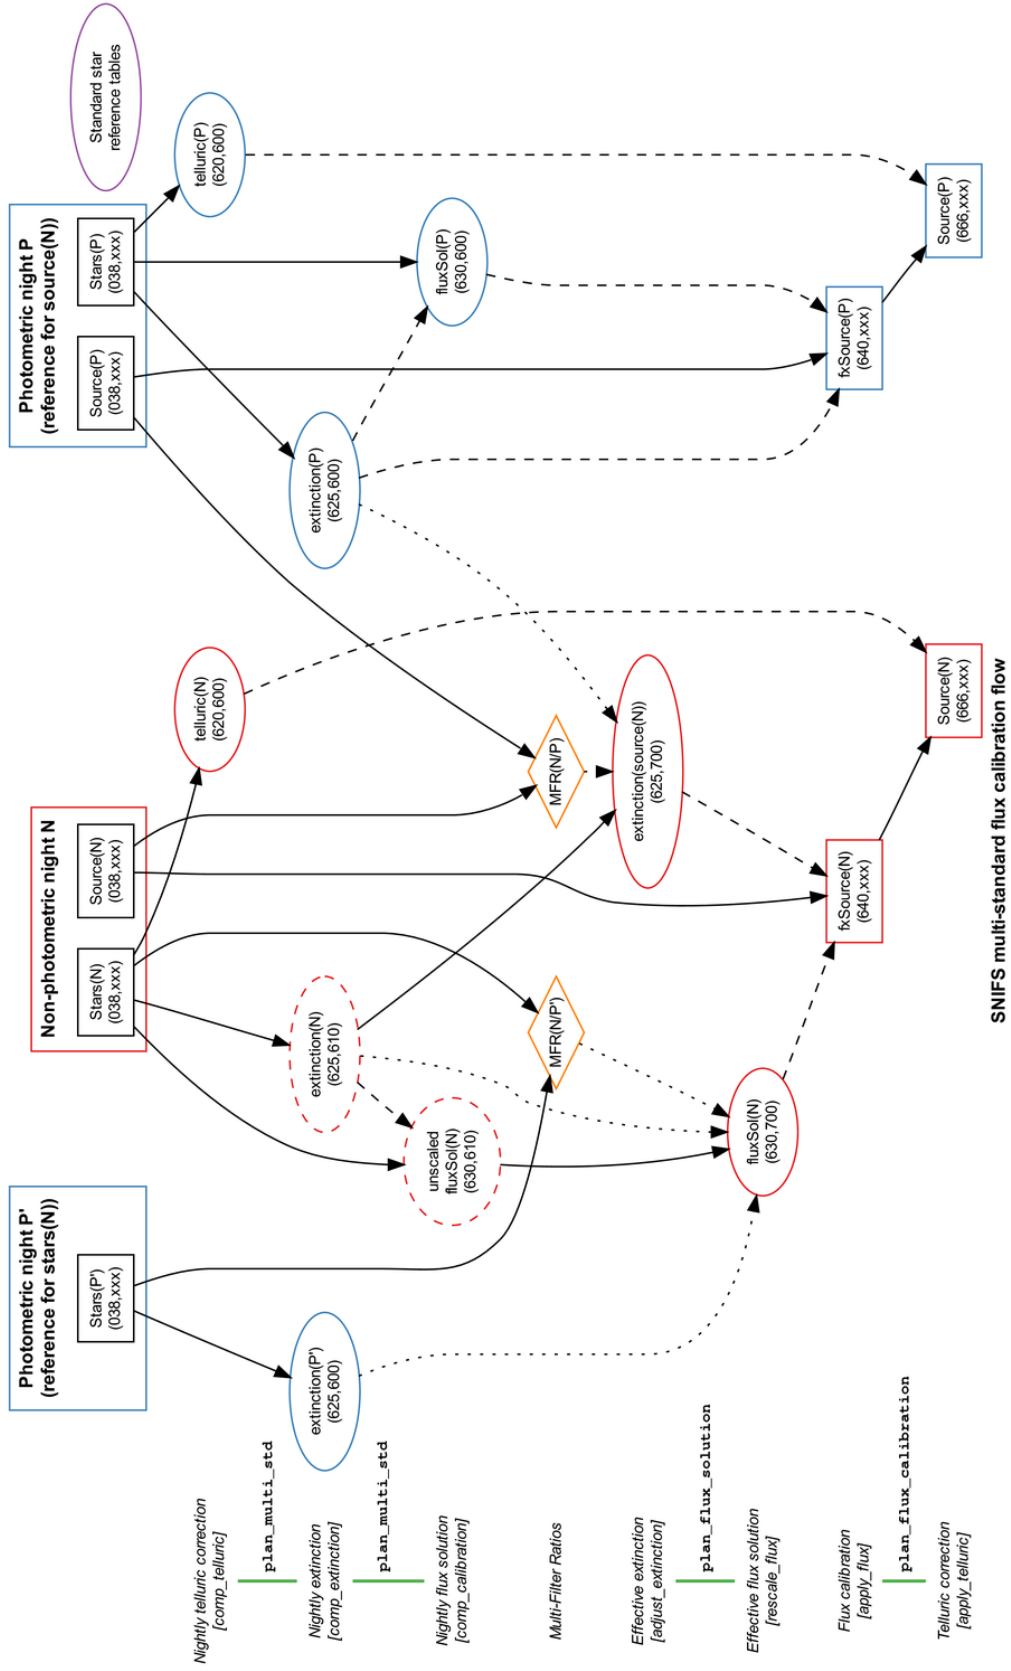 Photometric night P'
(reference for stars(N))
Stars(P')
(038,xxx)
Non-photometric night N
Stars(N)
(038,xxx)
Source(N)
(038,xxx)
Photometric night P
(reference for source(N))
Source(P)
(038,xxx)
Stars(P)
(038,xxx)
Standard star
reference tables
Nightly telluric correction
[comp_telluric]
telluric(N)
(620,600)
telluric(P)
(620,600)
plan_multi_std
Nightly extinction
[comp_extinction]
extinction(P')
(625,600)
extinction(N)
(625,610)
extinction(P)
(625,600)
plan_multi_std
Nightly flux solution
[comp_calibration]
unscaled
fluxSol(N)
(630,610)
fluxSol(P)
(630,600)
Multi-Filter Ratios
MFR(N/P')
MFR(N/P)
Effective extinction
[adjust_extinction]
extinction(source(N))
(625,700)
plan_flux_solution
Effective flux solution
[rescale_flux]
fluxSol(N)
(630,700)
Flux calibration
[apply_flux]
fxSource(N)
(640,xxx)
fxSource(P)
(640,xxx)
plan_flux_calibration
Telluric correction
[apply_telluric]
Source(N)
(666,xxx)
Source(P)
(666,xxx)
SNIFS multi-standard flux calibration flow